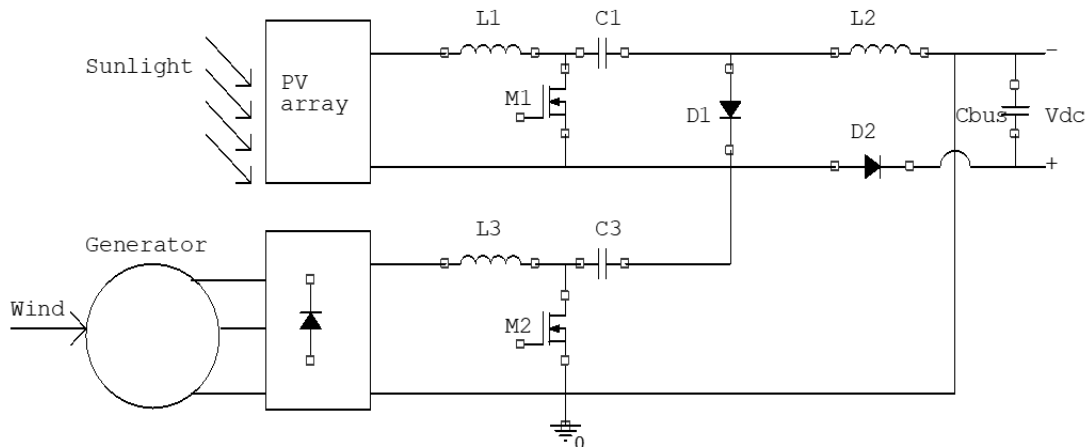 L1
C1
L2
−
Sunlight
PV
array
M1
D1
Cbus
Vdc
D2
+
Generator
L3
C3
Wind
M2
0